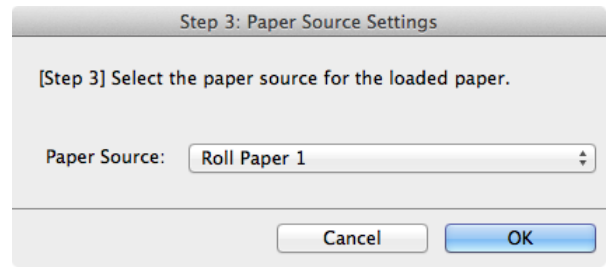 Step 3: Paper Source Settings
[Step 3] Select the paper source for the loaded paper.
Paper Source: Roll Paper 1
Cancel OK